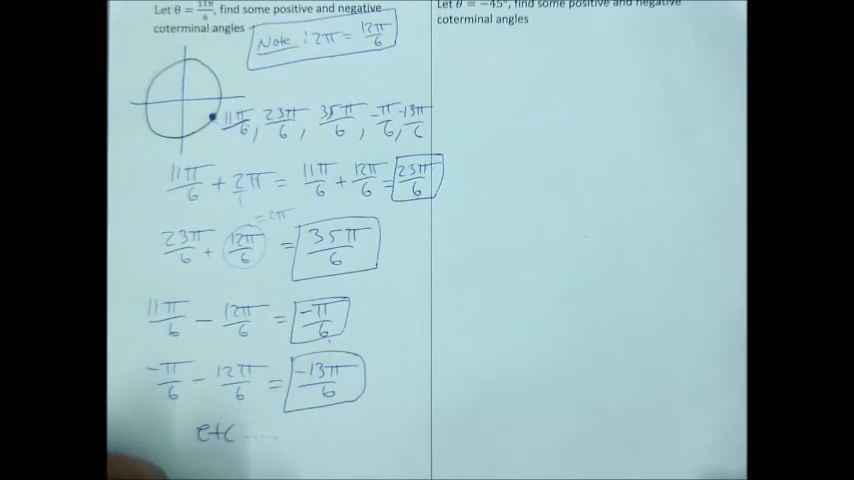 Let θ = 11π/6, find some positive and negative
coterminal angles
Note : 2π = 12π/6
11π/6, 23π/6, 35π/6, -π/6, -13π/6
11π/6 + 2π/1 = 11π/6 + 12π/6 = 23π/6
= 2π
23π/6 + 12π/6 = 35π/6
11π/6 - 12π/6 = -π/6
-π/6 - 12π/6 = -13π/6
etc .....
Let θ = −45°, find some positive and negative
coterminal angles